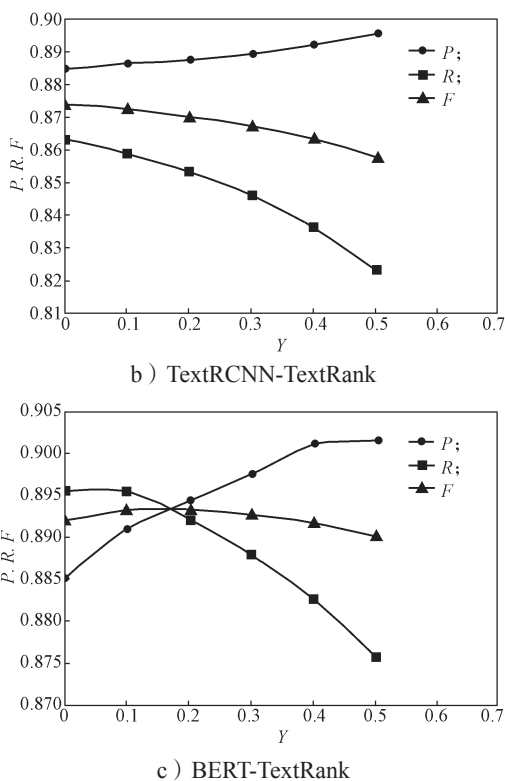 0.90
0.89
0.88
0.87
0.86
0.85
0.84
0.83
0.82
0.81
P. R. F
P;
R;
F
0 0.1 0.2 0.3 0.4 0.5 0.6 0.7
Y
b）TextRCNN-TextRank
0.905
0.900
0.895
0.890
0.885
0.880
0.875
0.870
P. R. F
P;
R;
F
0 0.1 0.2 0.3 0.4 0.5 0.6 0.7
Y
c）BERT-TextRank